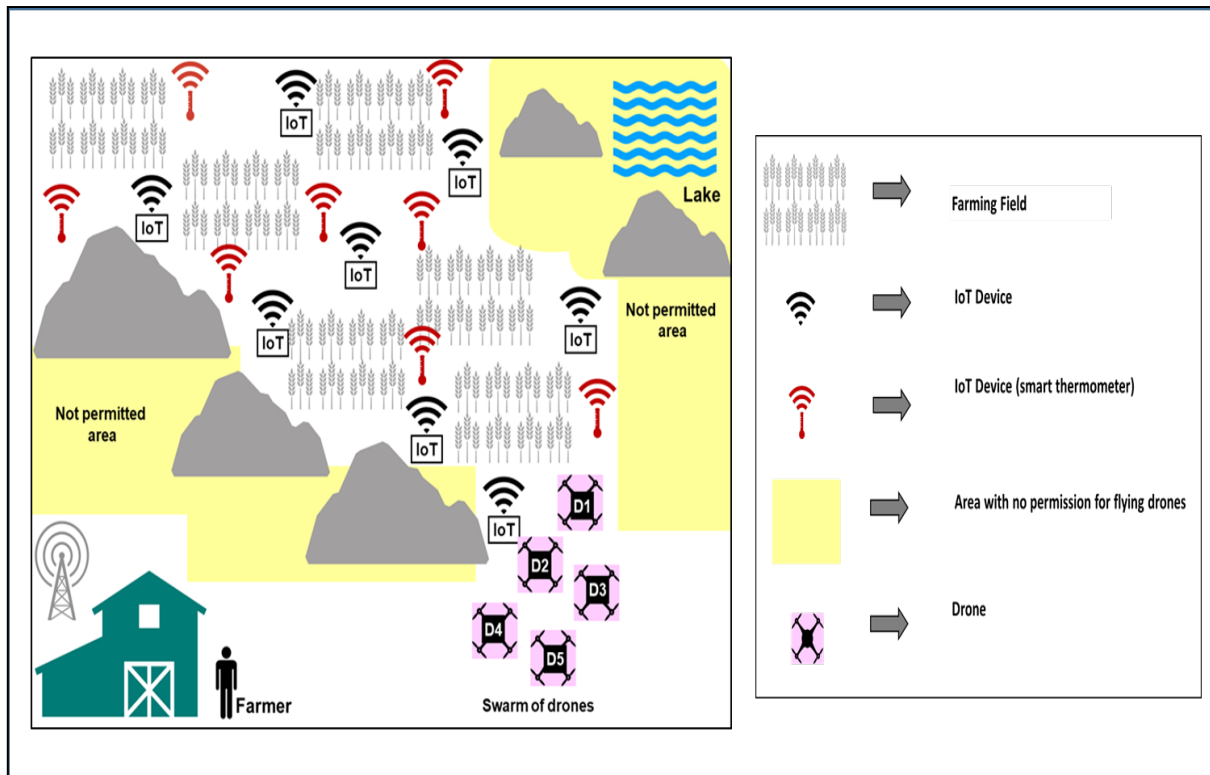 IoT
IoT
Lake
IoT
IoT
IoT
IoT
Not permitted
area
Not permitted
area
IoT
IoT
D1
D2
D3
D4
D5
Farmer
Swarm of drones
Farming Field
IoT Device
IoT Device (smart thermometer)
Area with no permission for flying drones
Drone